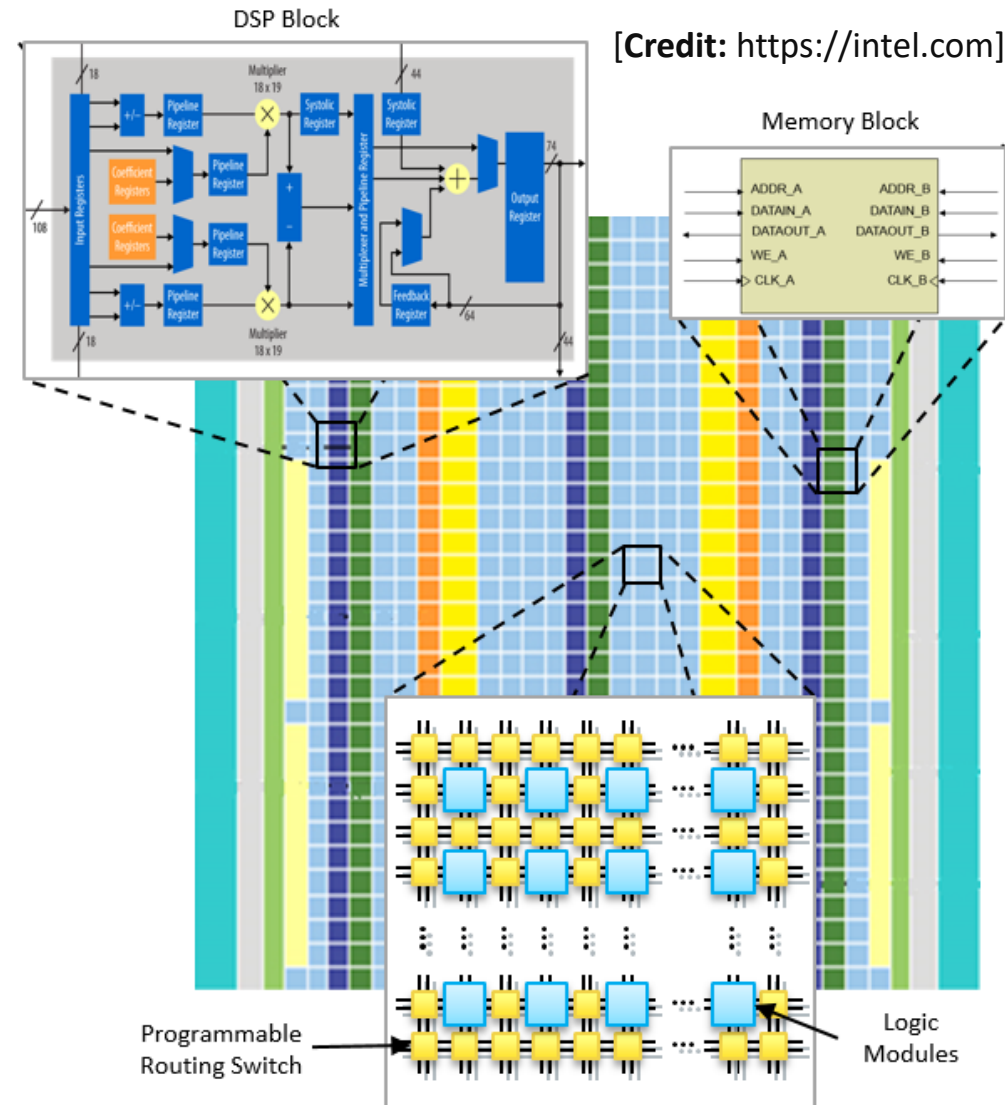 DSP Block
[Credit: https://intel.com]
18
Multiplier
18 x 19
44
Input Registers
+/−
Pipeline
Register
×
Systolic
Register
Systolic
Register
Multiplexer and Pipeline Register
74
Coefficient
Registers
Pipeline
Register
+
−
+
Output
Register
108
Coefficient
Registers
Pipeline
Register
+/−
Pipeline
Register
×
Feedback
Register
64
18
Multiplier
18 x 19
44
Memory Block
ADDR_A
ADDR_B
DATAIN_A
DATAIN_B
DATAOUT_A
DATAOUT_B
WE_A
WE_B
CLK_A
CLK_B
Programmable
Routing Switch
Logic
Modules